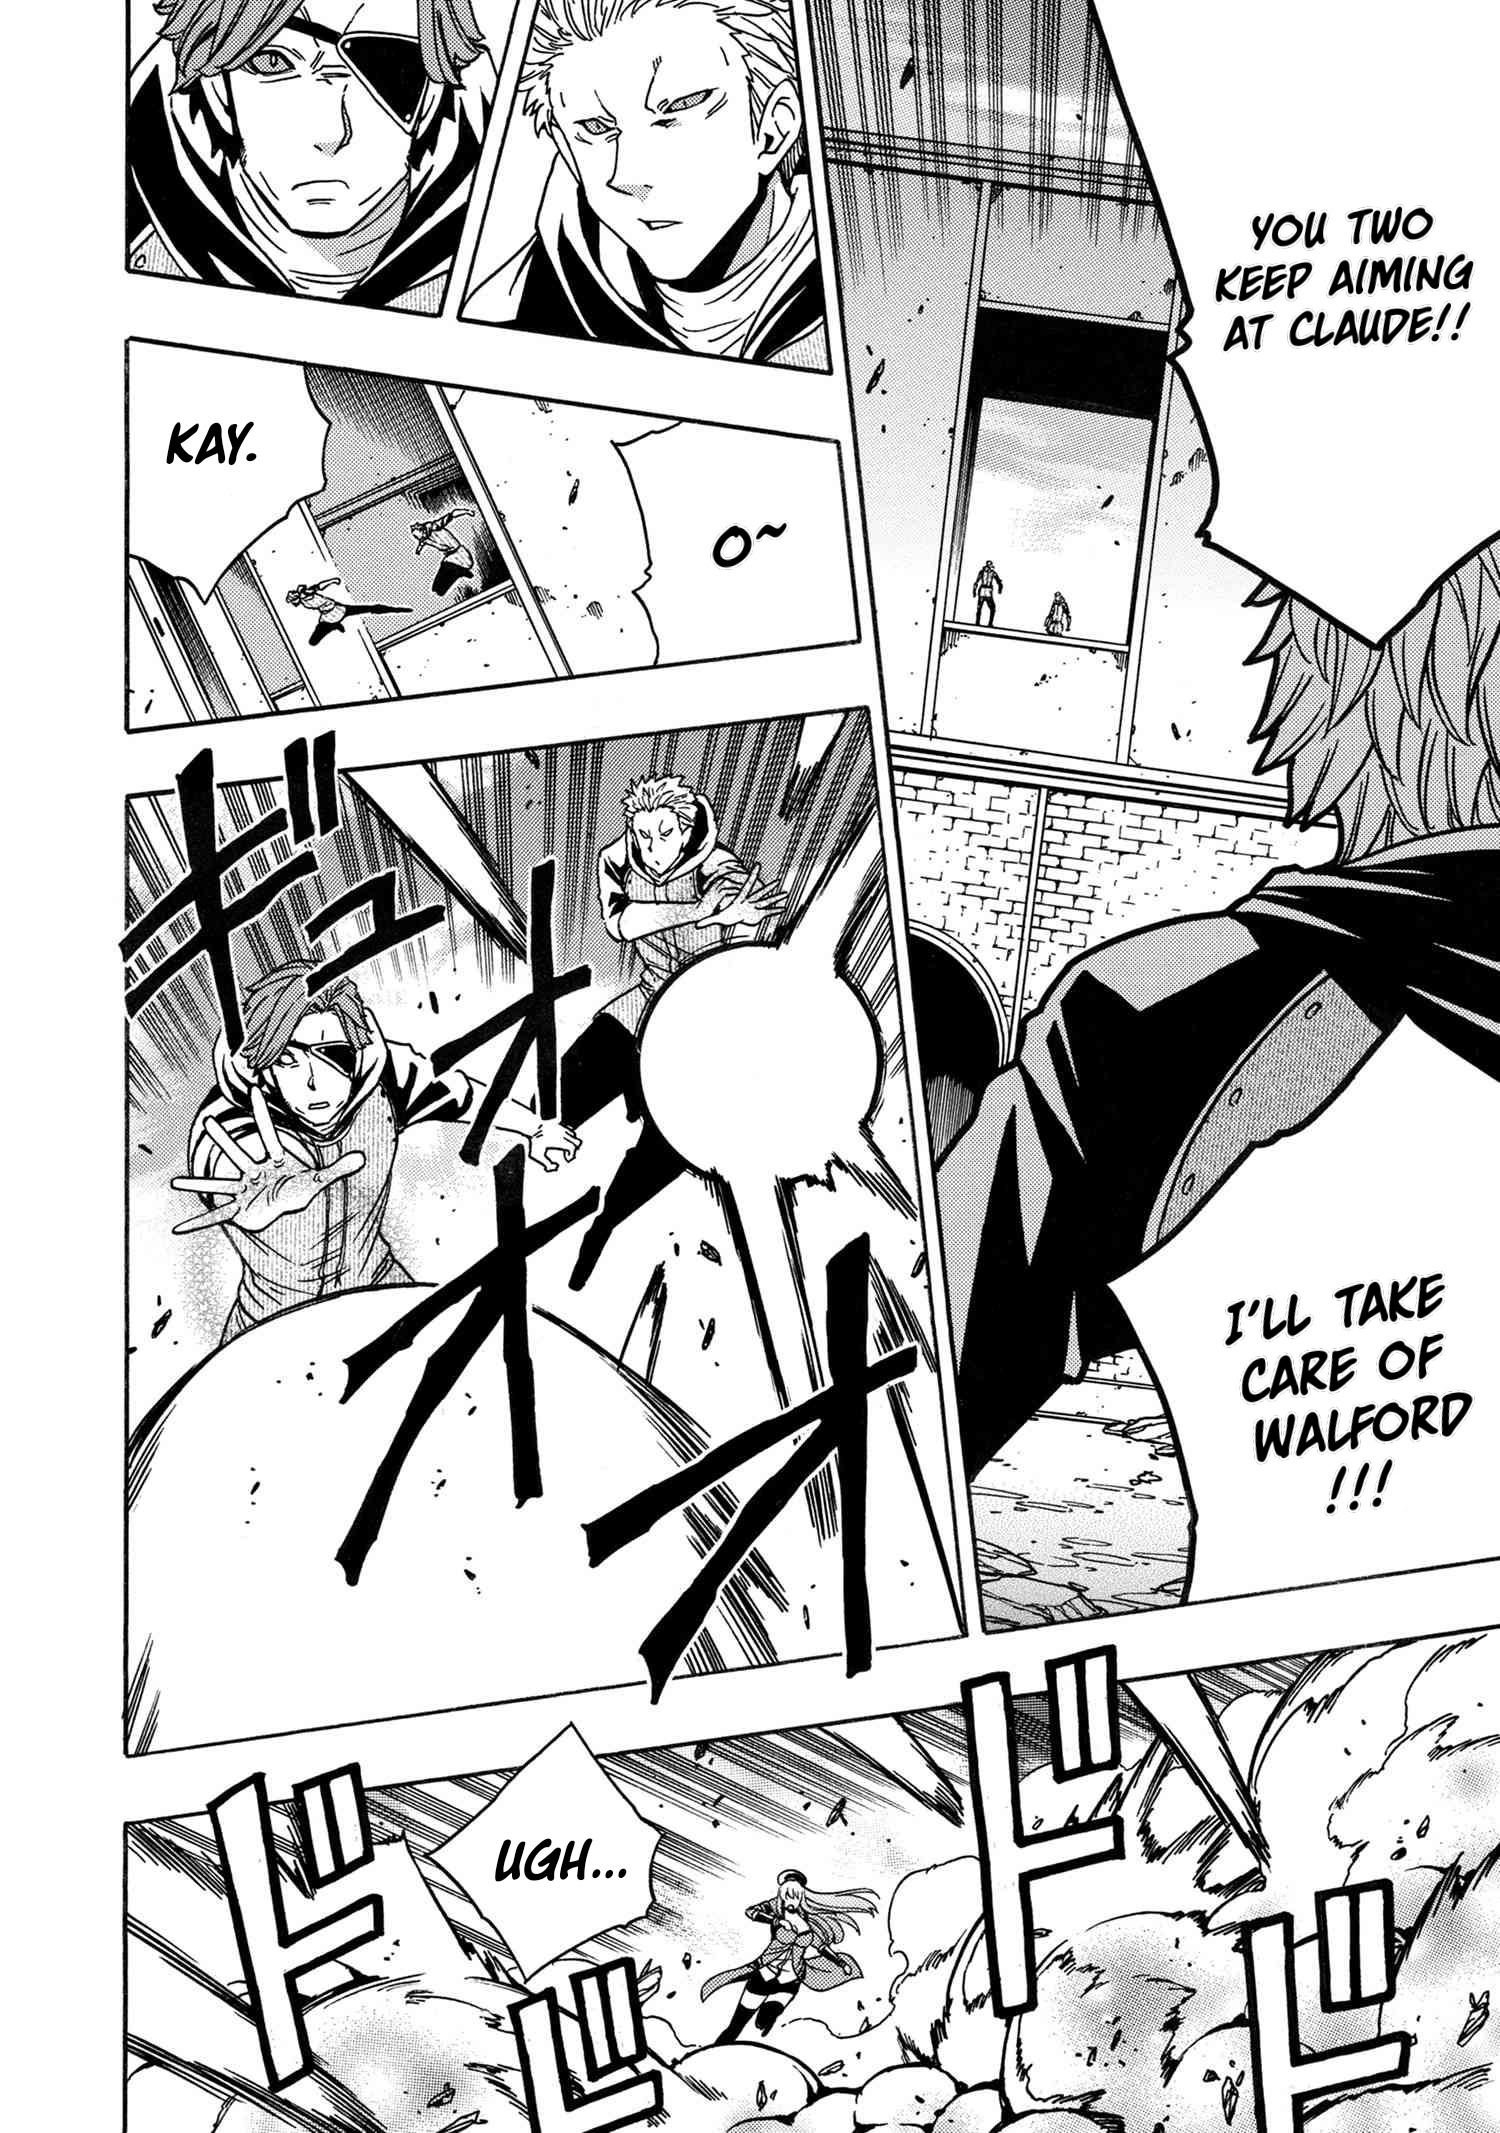 YOU TWO
KEEP AIMING
AT CLAUDE!!
I'LL TAKE
CARE OF
WALFORD
!!!
O~
KAY.
ギュオオオオ
UGH...
ドドドドド